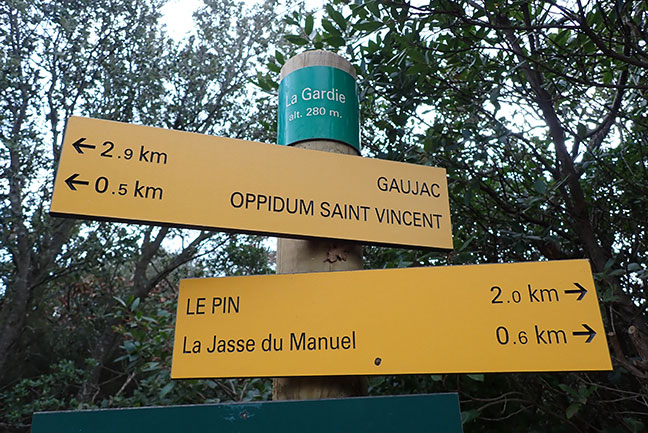 La Gardie
alt. 280 m.
← 2.9 km GAUJAC
← 0.5 km OPPIDUM SAINT VINCENT
LE PIN 2.0 km →
La Jasse du Manuel 0.6 km →